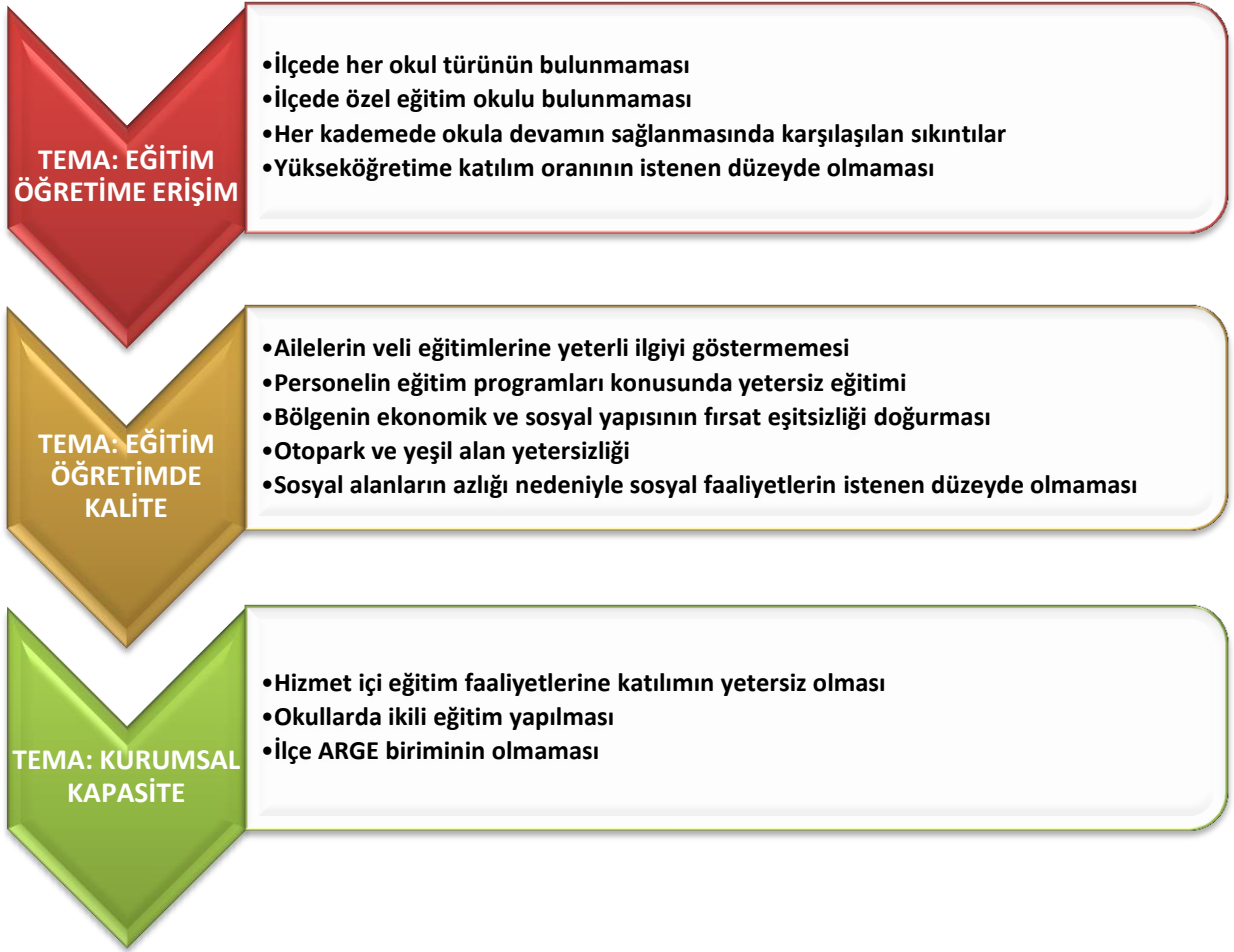 TEMA: EĞİTİM
ÖĞRETİME ERİŞİM
•İlçede her okul türünün bulunmaması
•İlçede özel eğitim okulu bulunmaması
•Her kademede okula devamın sağlanmasında karşılaşılan sıkıntılar
•Yükseköğretime katılım oranının istenen düzeyde olmaması
TEMA: EĞİTİM
ÖĞRETİMDE
KALİTE
•Ailelerin veli eğitimlerine yeterli ilgiyi göstermemesi
•Personelin eğitim programları konusunda yetersiz eğitimi
•Bölgenin ekonomik ve sosyal yapısının fırsat eşitsizliği doğurması
•Otopark ve yeşil alan yetersizliği
•Sosyal alanların azlığı nedeniyle sosyal faaliyetlerin istenen düzeyde olmaması
TEMA: KURUMSAL
KAPASİTE
•Hizmet içi eğitim faaliyetlerine katılımın yetersiz olması
•Okullarda ikili eğitim yapılması
•İlçe ARGE biriminin olmaması